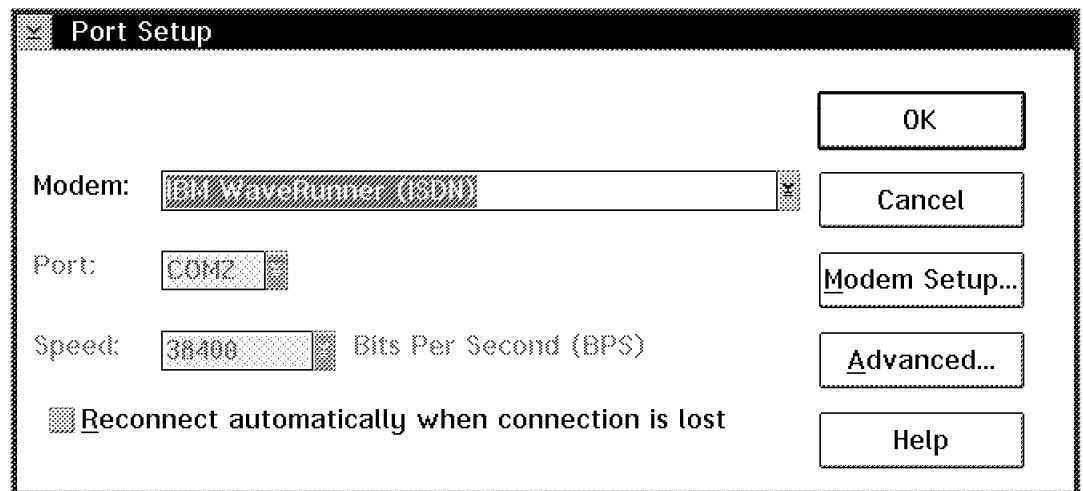 Port Setup
OK
Modem: IBM WaveRunner (ISDN)
Cancel
Port: COM2
Modem Setup...
Speed: 38400 Bits Per Second (BPS)
Advanced...
Reconnect automatically when connection is lost
Help